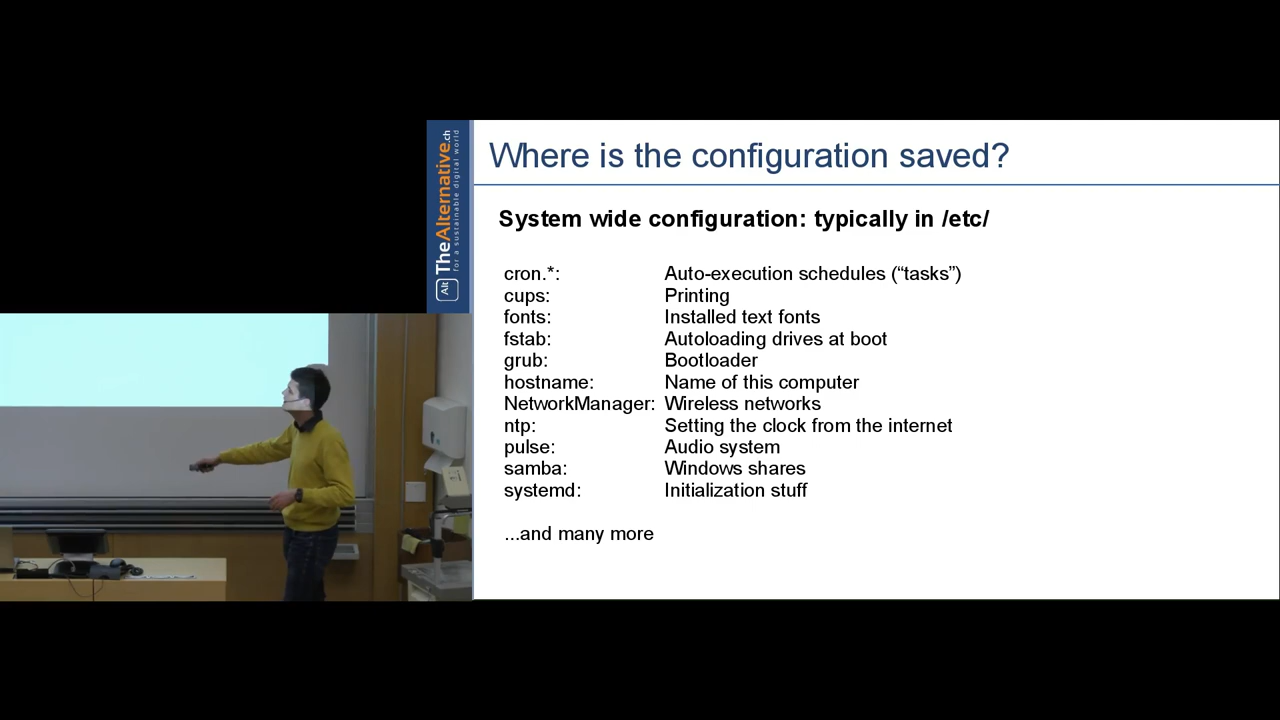 Alt TheAlternative.ch
for a sustainable digital world
Where is the configuration saved?
System wide configuration: typically in /etc/
cron.*: Auto-execution schedules (“tasks”)
cups: Printing
fonts: Installed text fonts
fstab: Autoloading drives at boot
grub: Bootloader
hostname: Name of this computer
NetworkManager: Wireless networks
ntp: Setting the clock from the internet
pulse: Audio system
samba: Windows shares
systemd: Initialization stuff
...and many more